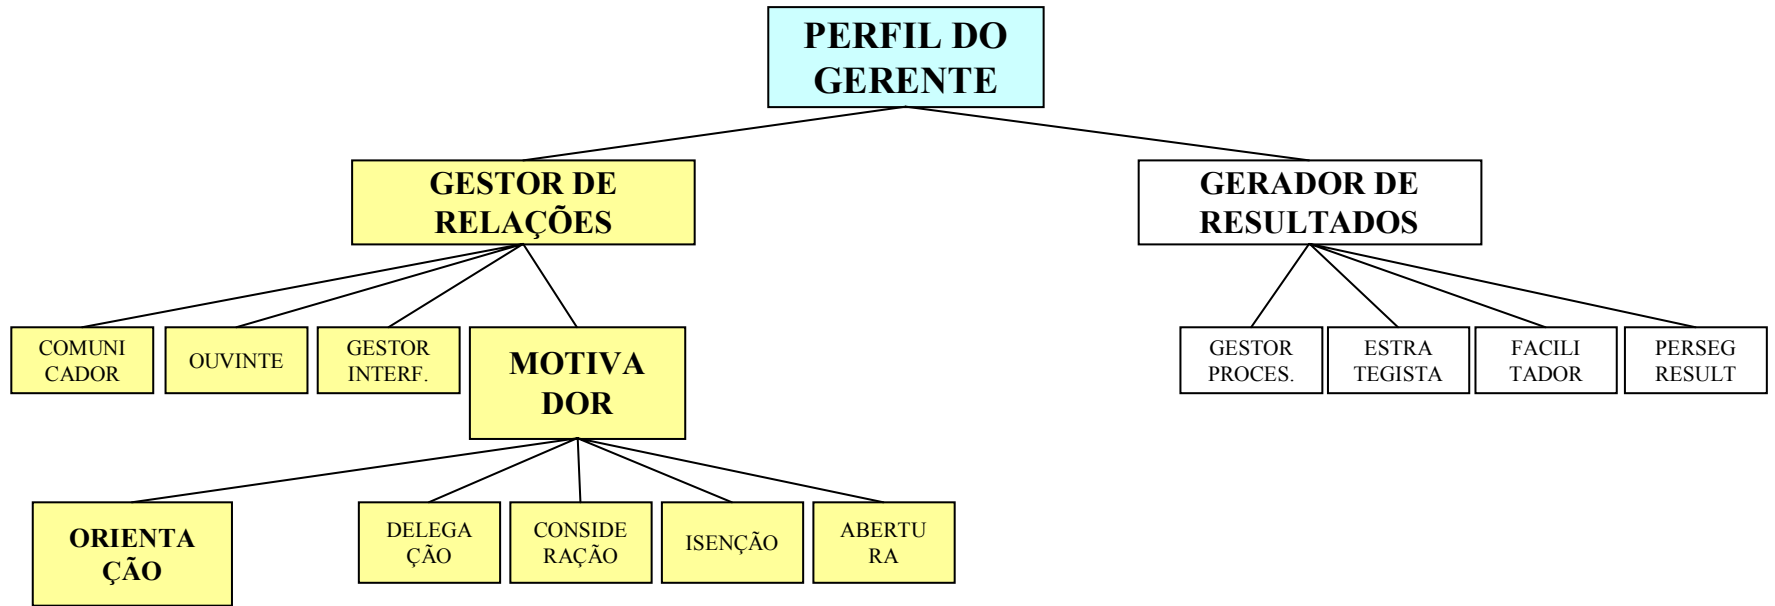 PERFIL DO
GERENTE
GESTOR DE
RELAÇÕES
GERADOR DE
RESULTADOS
COMUNI
CADOR
OUVINTE
GESTOR
INTERF.
MOTIVA
DOR
GESTOR
PROCES.
ESTRA
TEGISTA
FACILI
TADOR
PERSEG
RESULT
ORIENTA
ÇÃO
DELEGA
ÇÃO
CONSIDE
RAÇÃO
ISENÇÃO
ABERTU
RA